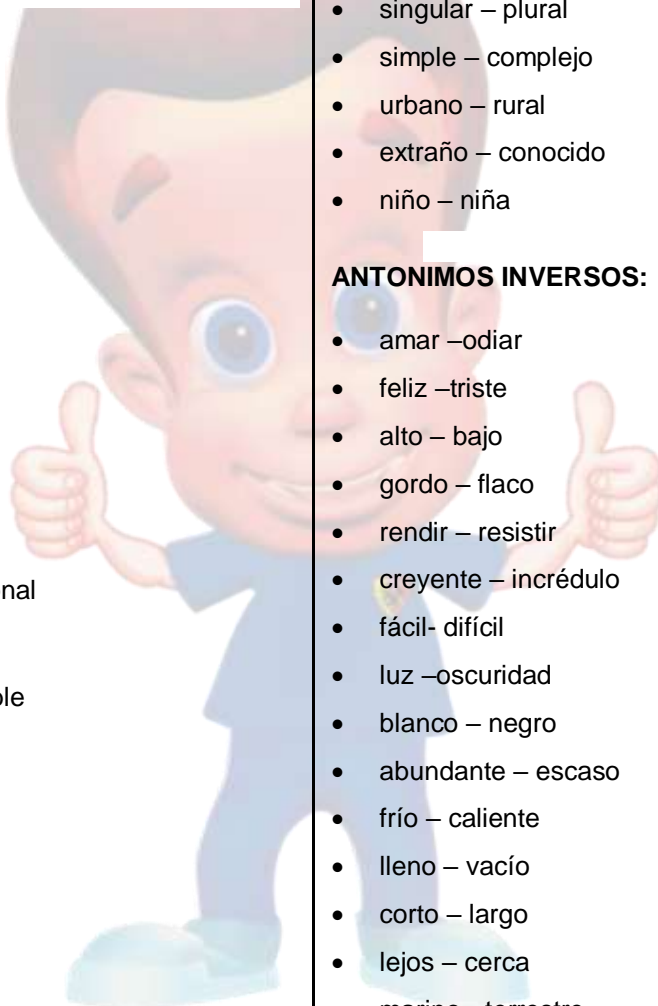 nal
ble
• singular – plural
• simple – complejo
• urbano – rural
• extraño – conocido
• niño – niña
ANTONIMOS INVERSOS:
• amar –odiar
• feliz –triste
• alto – bajo
• gordo – flaco
• rendir – resistir
• creyente – incrédulo
• fácil- difícil
• luz –oscuridad
• blanco – negro
• abundante – escaso
• frío – caliente
• lleno – vacío
• corto – largo
• lejos – cerca